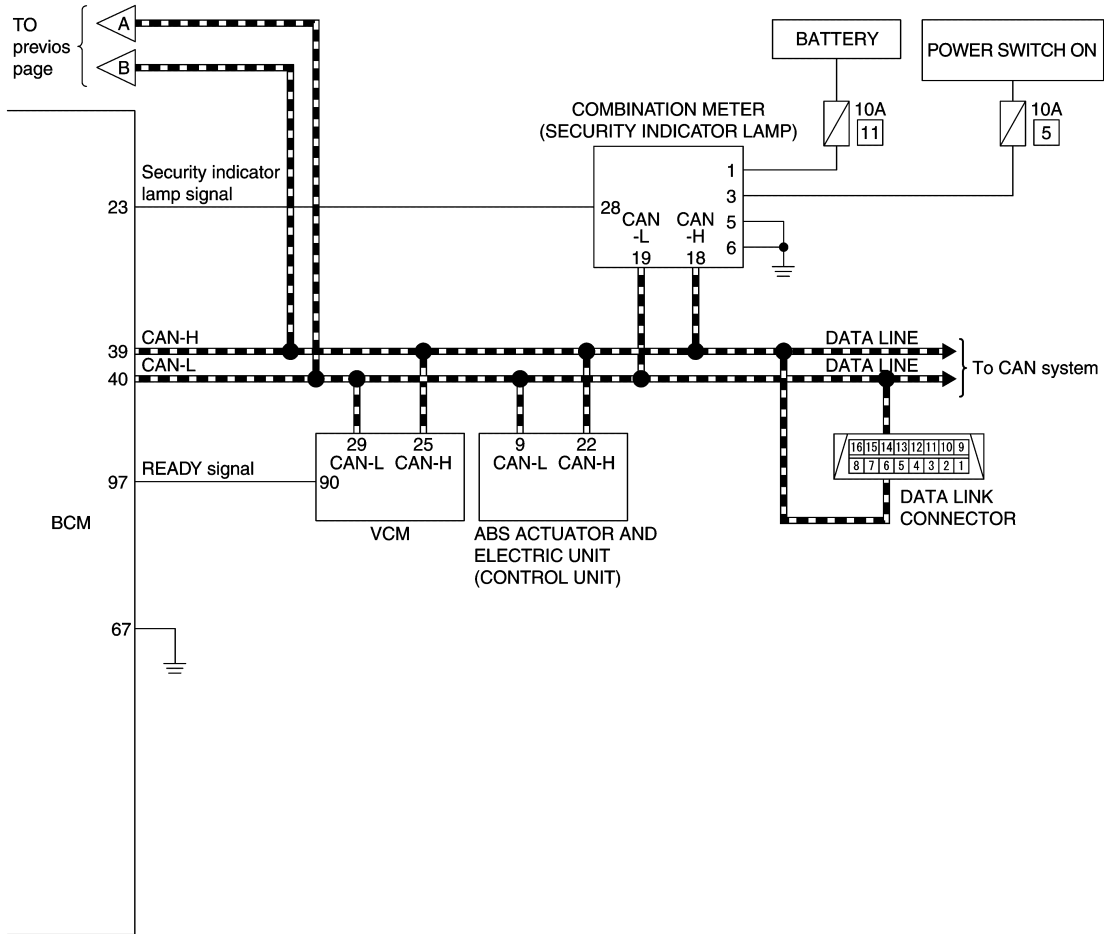 TO
previos
page
A
B
BATTERY
POWER SWITCH ON
10A
11
10A
5
COMBINATION METER
(SECURITY INDICATOR LAMP)
1
3
5
6
28
CAN
-L
19
CAN
-H
18
Security indicator
lamp signal
23
CAN-H
39
CAN-L
40
DATA LINE
DATA LINE
To CAN system
29
CAN-L
25
CAN-H
90
VCM
9
CAN-L
22
CAN-H
ABS ACTUATOR AND
ELECTRIC UNIT
(CONTROL UNIT)
16 15 14 13 12 11 10 9
8 7 6 5 4 3 2 1
DATA LINK
CONNECTOR
READY signal
97
BCM
67